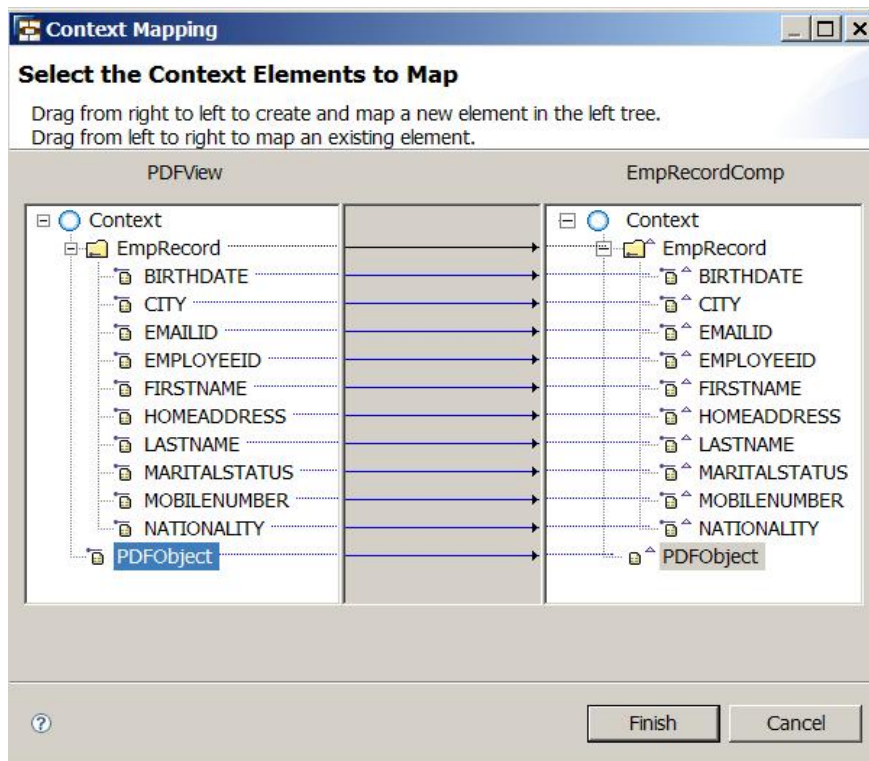 Context Mapping
Select the Context Elements to Map
Drag from right to left to create and map a new element in the left tree.
Drag from left to right to map an existing element.
PDFView
EmpRecordComp
Context
EmpRecord
BIRTHDATE
CITY
EMAILID
EMPLOYEEID
FIRSTNAME
HOMEADDRESS
LASTNAME
MARITALSTATUS
MOBILENUMBER
NATIONALITY
PDFObject
Context
EmpRecord
BIRTHDATE
CITY
EMAILID
EMPLOYEEID
FIRSTNAME
HOMEADDRESS
LASTNAME
MARITALSTATUS
MOBILENUMBER
NATIONALITY
PDFObject
?
Finish
Cancel